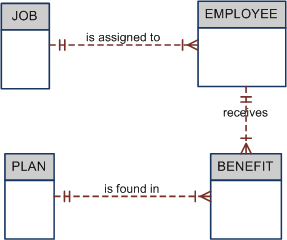 JOB
EMPLOYEE
is assigned to
receives
PLAN
BENEFIT
is found in